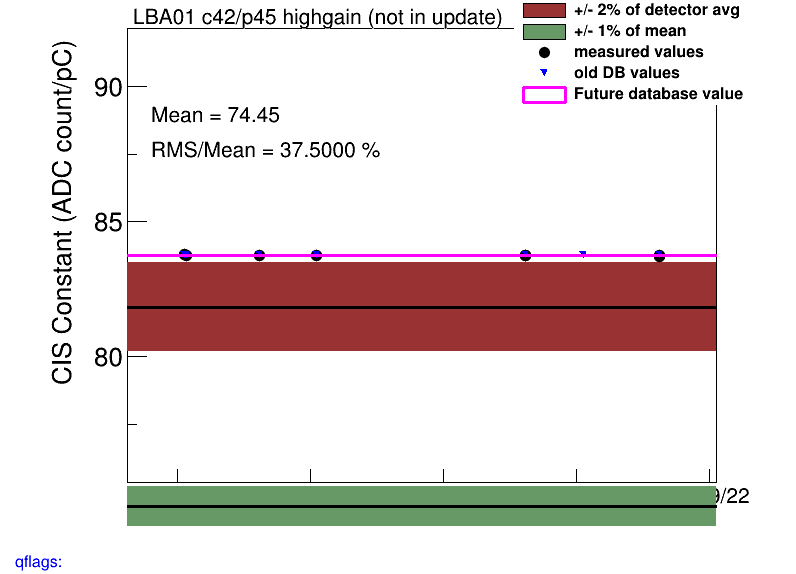 LBA01 c42/p45 highgain (not in update)
+/- 2% of detector avg
+/- 1% of mean
measured values
old DB values
Future database value
CIS Constant (ADC count/pC)
90
85
80
Mean = 74.45
RMS/Mean = 37.5000 %
/22
qflags: